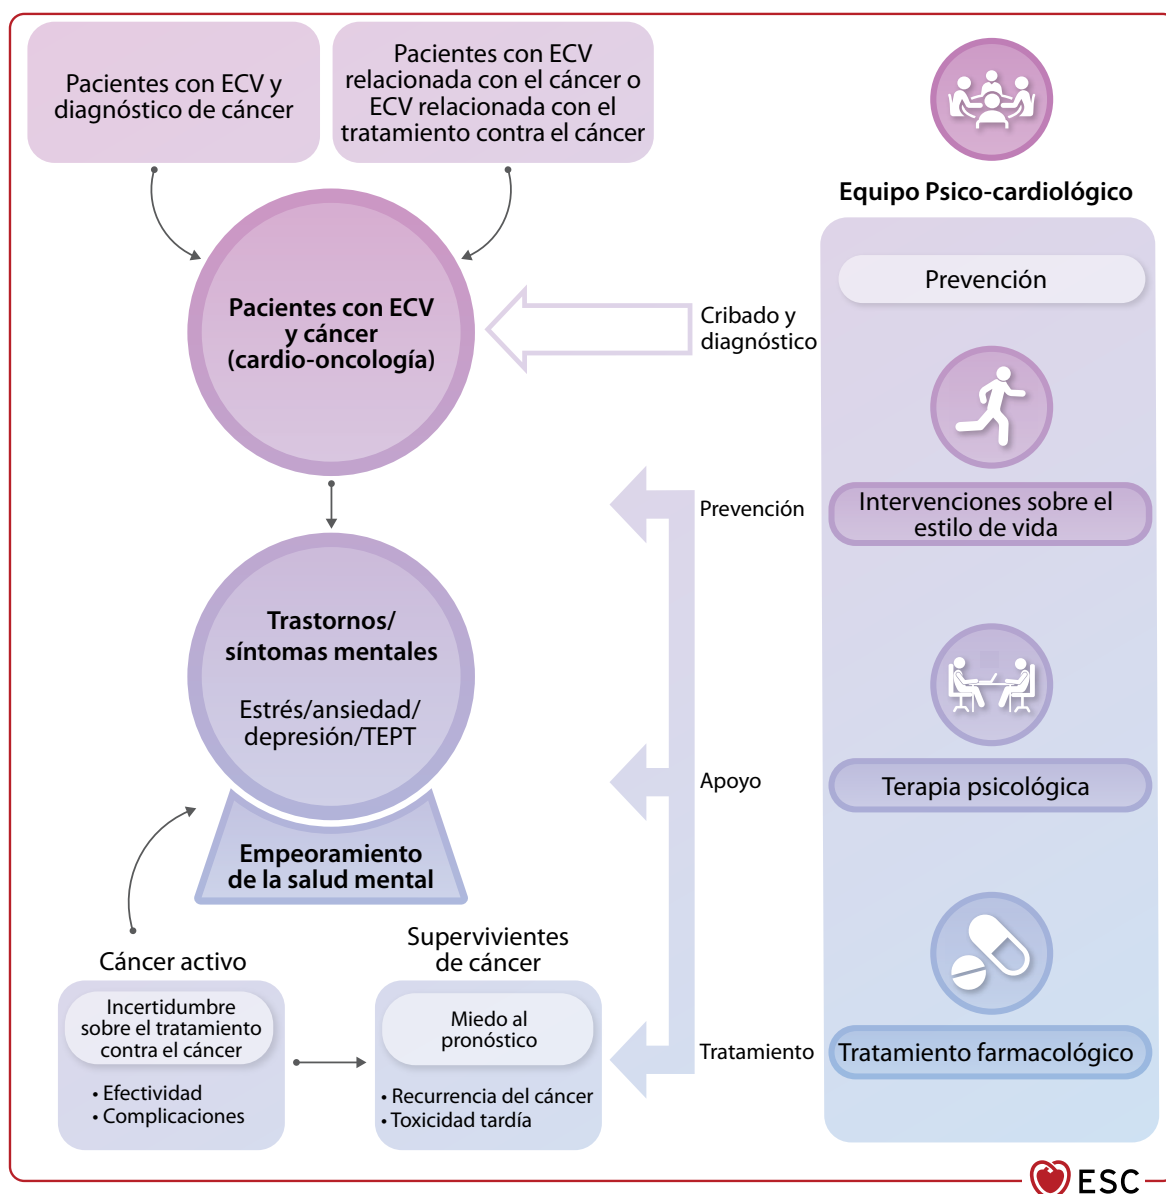 Pacientes con ECV y
diagnóstico de cáncer
Pacientes con ECV
relacionada con el cáncer o
ECV relacionada con el
tratamiento contra el cáncer
Equipo Psico-cardiológico
Prevención
Pacientes con ECV
y cáncer
(cardio-oncología)
Cribado y
diagnóstico
Prevención
Intervenciones sobre el
estilo de vida
Trastornos/
síntomas mentales
Estrés/ansiedad/
depresión/TEPT
Apoyo
Terapia psicológica
Empeoramiento
de la salud mental
Cáncer activo
Incertidumbre
sobre el tratamiento
contra el cáncer
• Efectividad
• Complicaciones
Supervivientes
de cáncer
Miedo al
pronóstico
• Recurrencia del cáncer
• Toxicidad tardía
Tratamiento
Tratamiento farmacológico
ESC